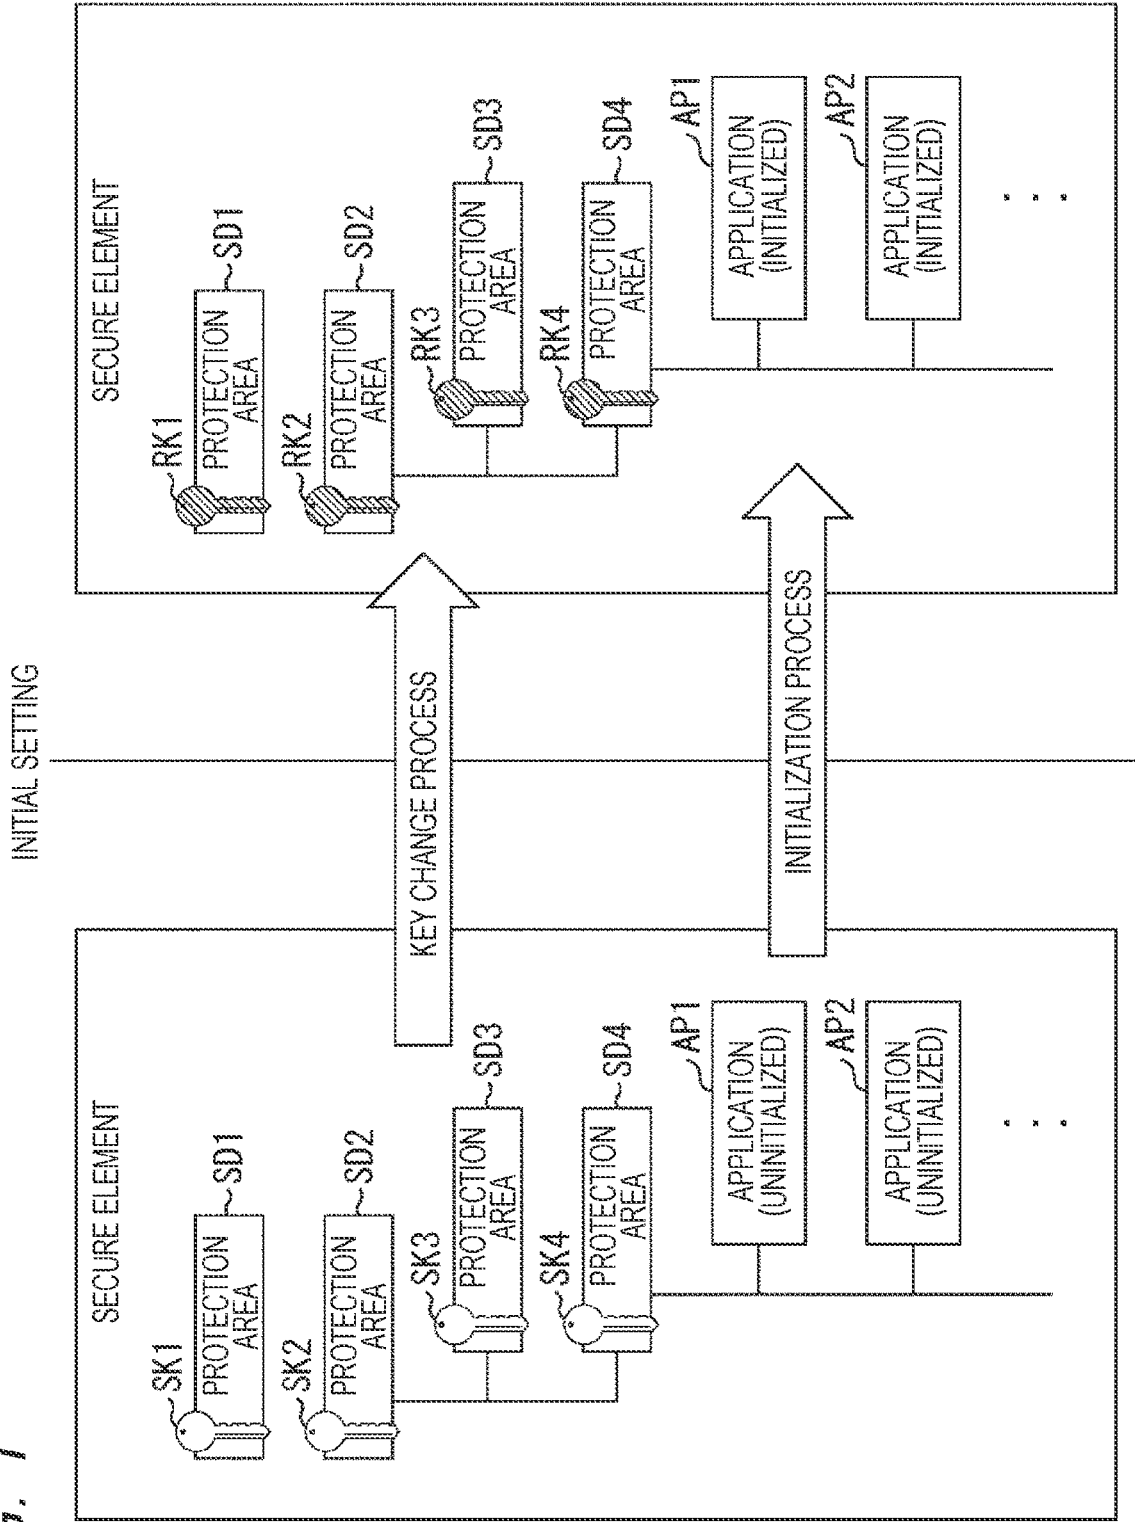 INITIAL SETTING
SECURE ELEMENT
SK1
SD1
PROTECTION
AREA
SK2
SD2
PROTECTION
AREA
SK3
SD3
PROTECTION
AREA
SK4
SD4
PROTECTION
AREA
AP1
APPLICATION
(UNINITIALIZED)
AP2
APPLICATION
(UNINITIALIZED)
. . .
KEY CHANGE PROCESS
INITIALIZATION PROCESS
SECURE ELEMENT
RK1
SD1
PROTECTION
AREA
RK2
SD2
PROTECTION
AREA
RK3
SD3
PROTECTION
AREA
RK4
SD4
PROTECTION
AREA
AP1
APPLICATION
(INITIALIZED)
AP2
APPLICATION
(INITIALIZED)
. . .